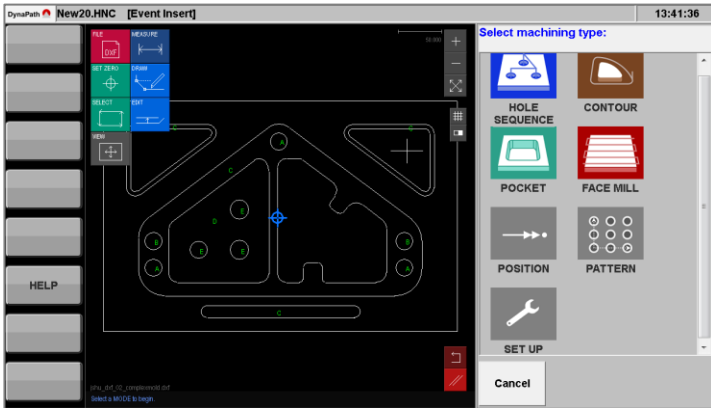 DynaPath New20.HNC [Event Insert] 13:41:36
FILE MEASURE
DXF
SET ZERO DRAW
SELECT EDIT
VIEW
HELP
C C
A
C
D E
B B
E E
A A
C
Select a MODE to begin.
Select machining type:
HOLE
SEQUENCE
CONTOUR
POCKET FACE MILL
POSITION PATTERN
SET UP
Cancel